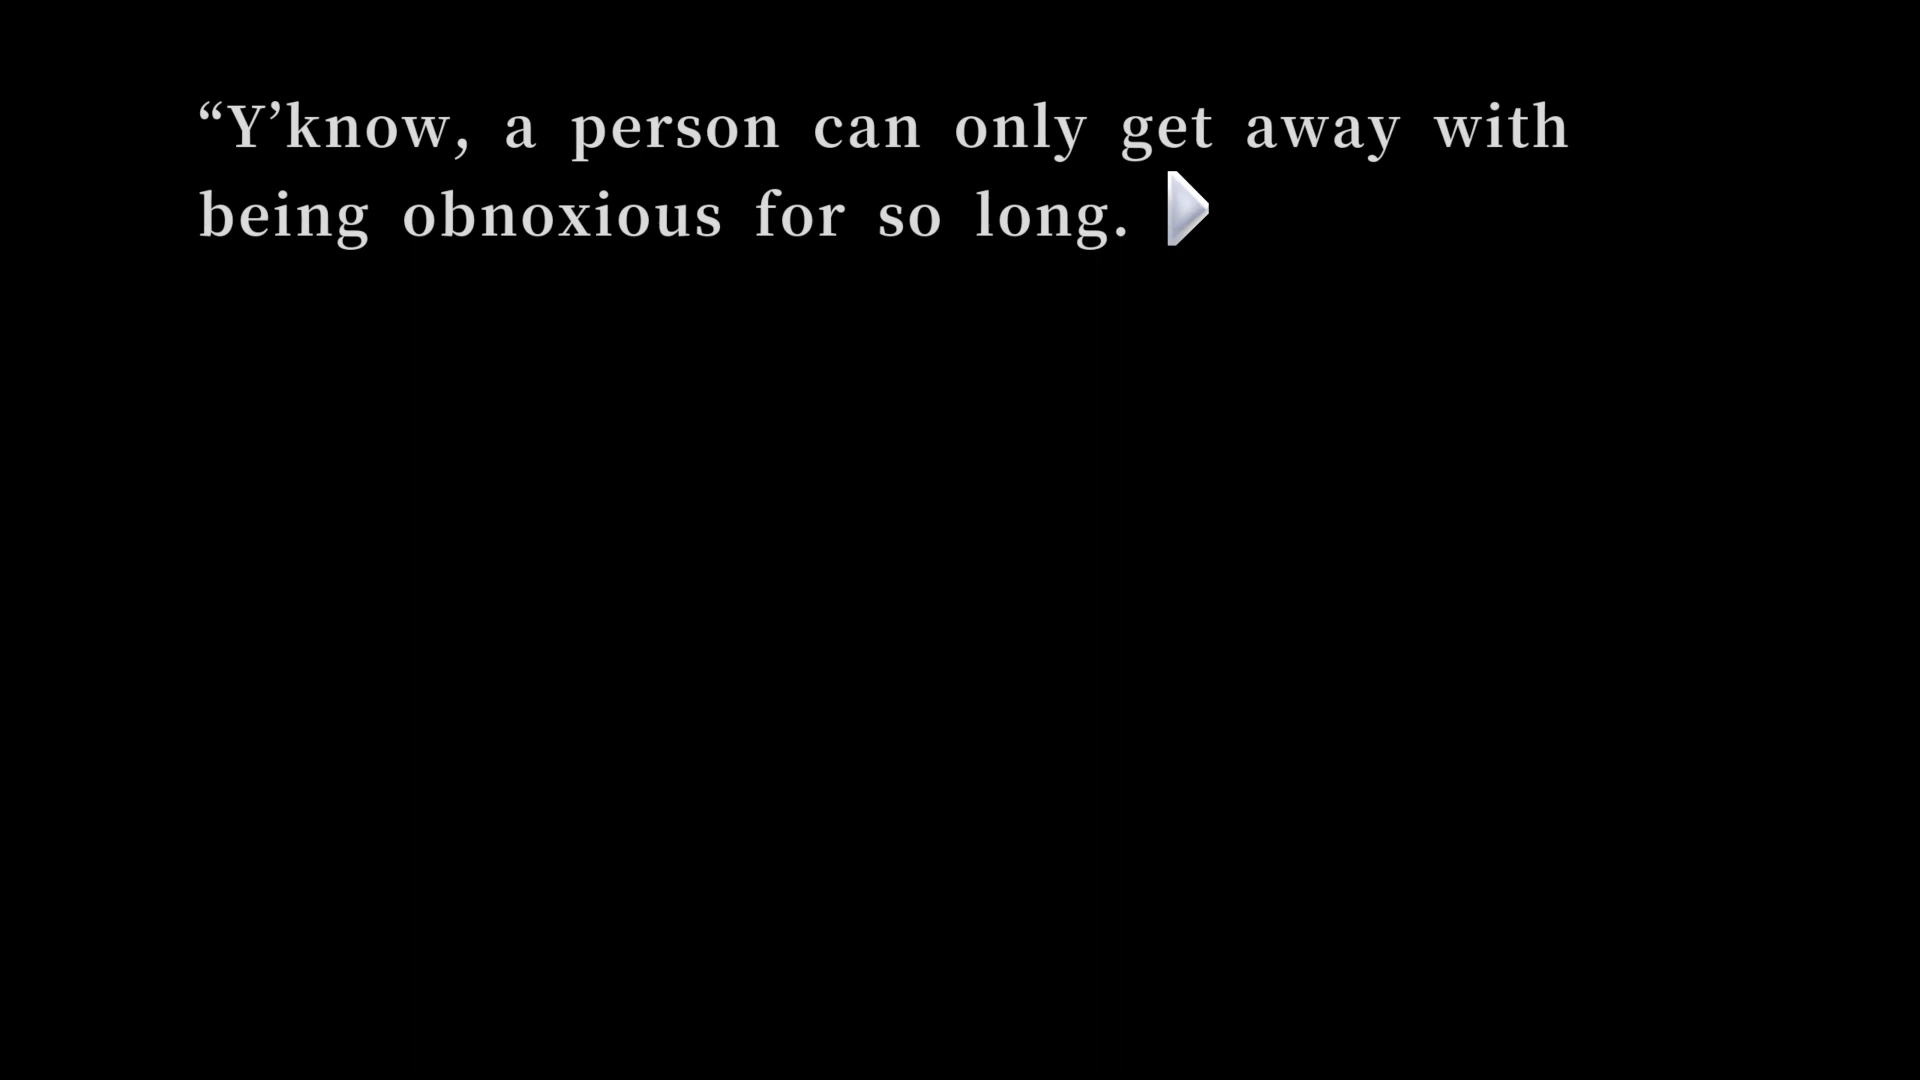 “Y’know, a person can only get away with
being obnoxious for so long.